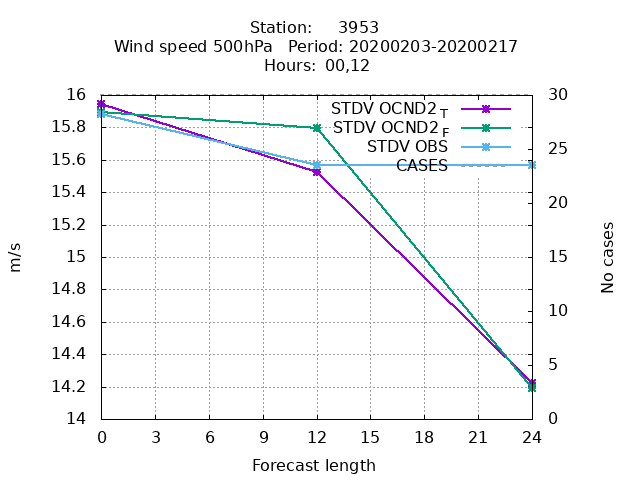 Station: 3953
Wind speed 500hPa Period: 20200203-20200217
Hours: 00,12
16
15.8
15.6
15.4
15.2
15
14.8
14.6
14.4
14.2
14
30
25
20
15
10
5
0
STDV OCND2 T
STDV OCND2 F
STDV OBS
CASES
m/s
No cases
0 3 6 9 12 15 18 21 24
Forecast length